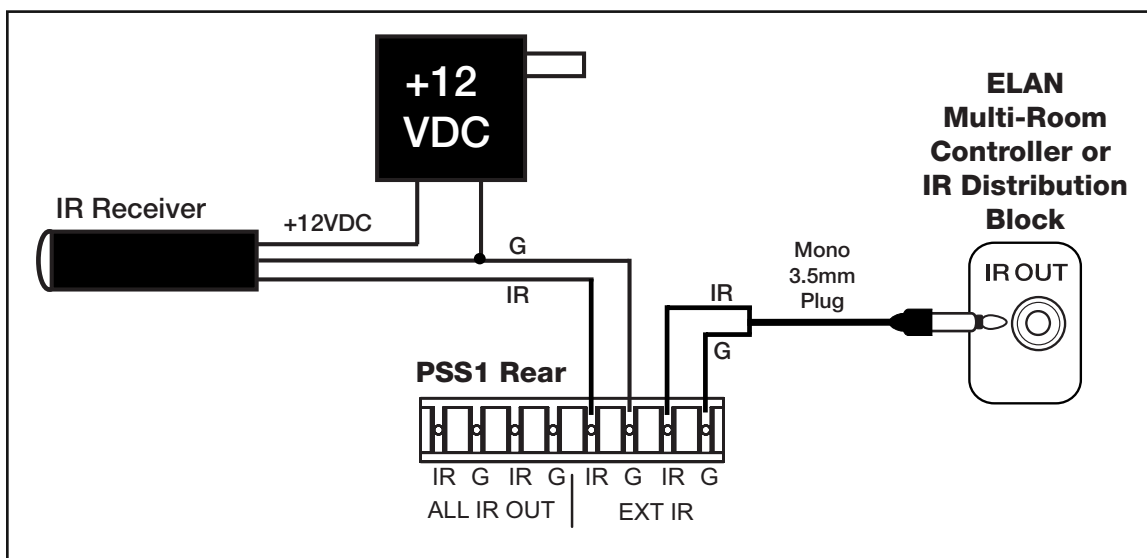 +12
VDC
ELAN
Multi-Room
Controller or
IR Distribution
Block
IR Receiver
+12VDC
G
IR
Mono
3.5mm
Plug
IR OUT
IR
G
PSS1 Rear
IR G IR G IR G IR G
ALL IR OUT EXT IR